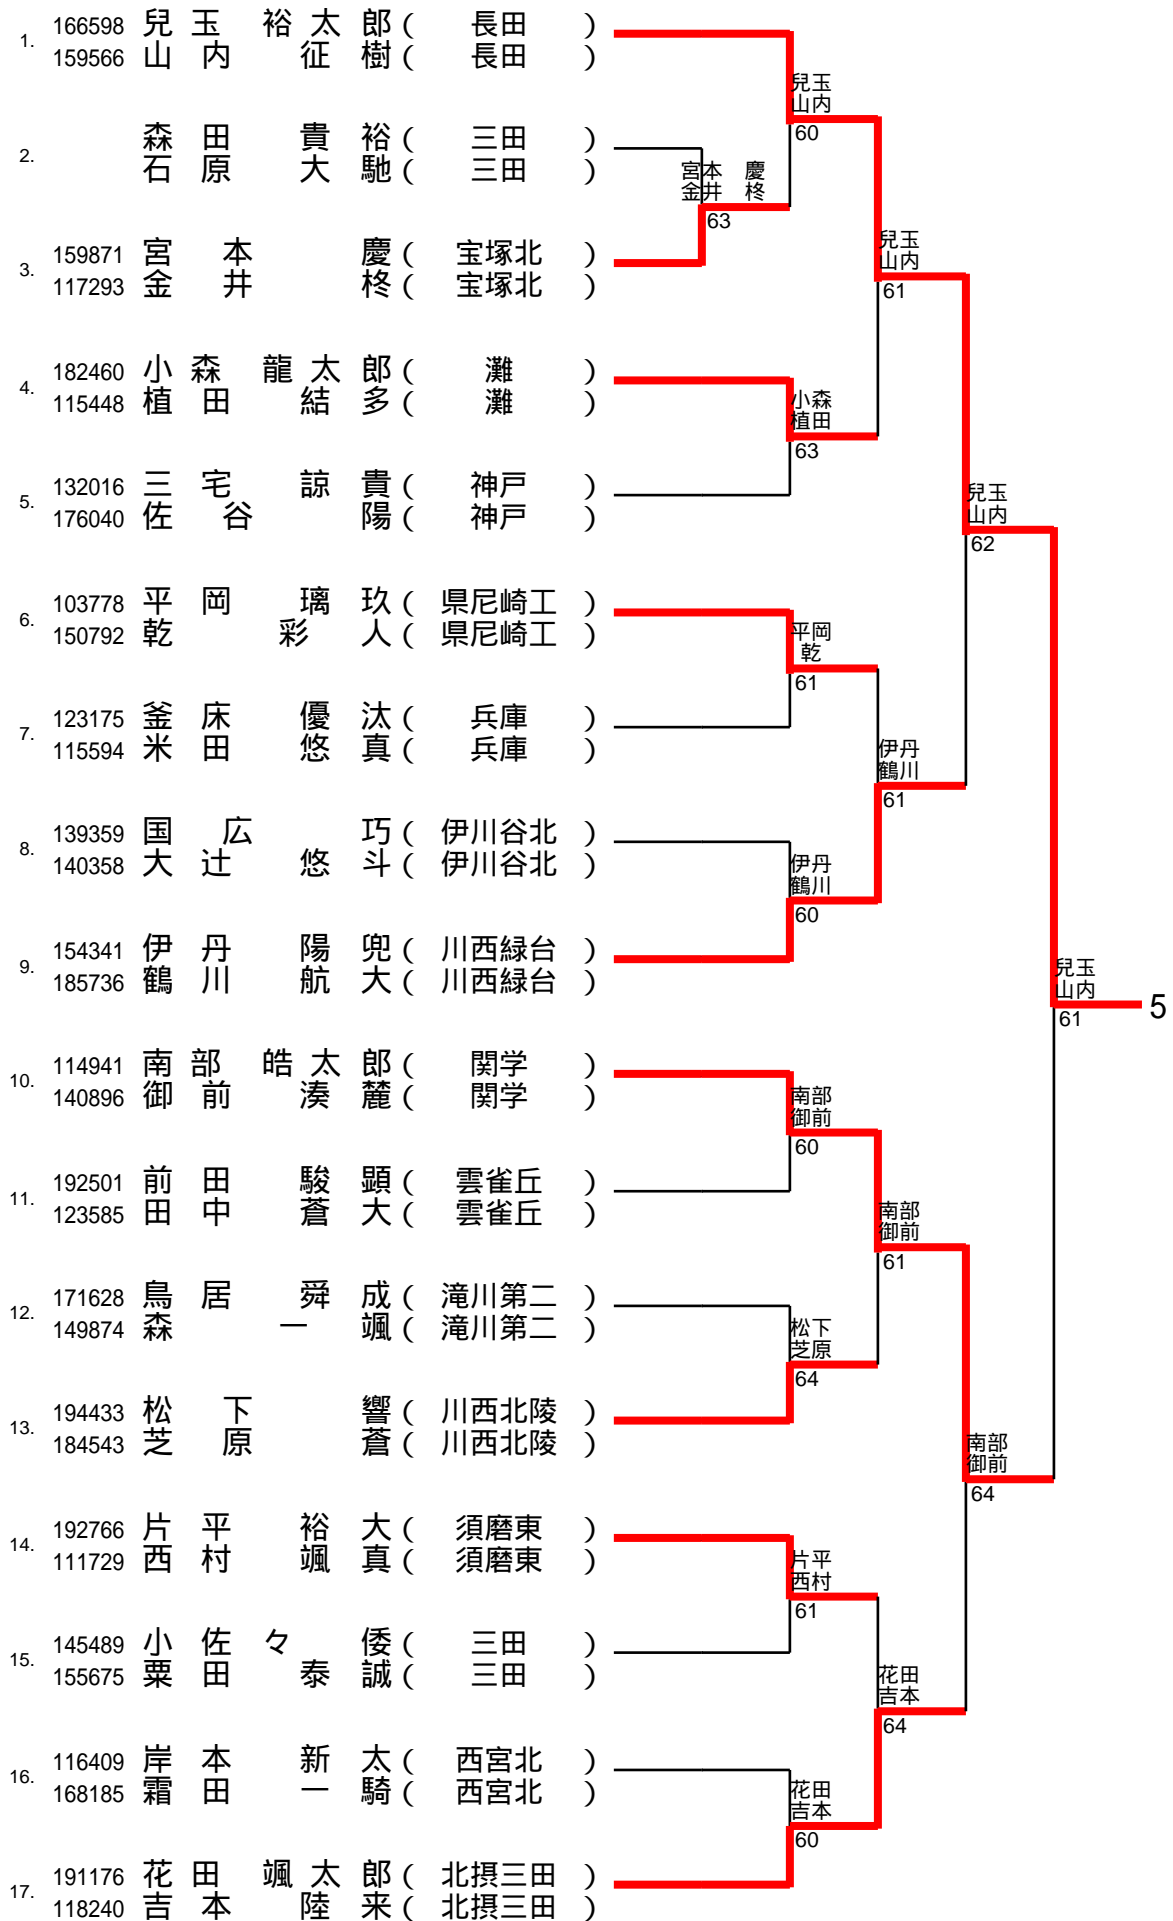 1. 166598 兒玉 裕太郎 ( 長田 )
159566 山内 征樹 ( 長田 )
兒玉
山内
60
2. 森田 貴裕 ( 三田 )
石原 大馳 ( 三田 )
宮本 慶
金井 柊
63
3. 159871 宮本 慶 ( 宝塚北 )
117293 金井 柊 ( 宝塚北 )
兒玉
山内
61
4. 182460 小森 龍太郎 ( 灘 )
115448 植田 結多 ( 灘 )
小森
植田
63
5. 132016 三宅 諒貴 ( 神戸 )
176040 佐谷 陽 ( 神戸 )
兒玉
山内
62
6. 103778 平岡 璃玖 ( 県尼崎工 )
150792 乾 彩人 ( 県尼崎工 )
平岡
乾
61
7. 123175 釜床 優汰 ( 兵庫 )
115594 米田 悠真 ( 兵庫 )
伊丹
鶴川
61
8. 139359 国広 巧 ( 伊川谷北 )
140358 大辻 悠斗 ( 伊川谷北 )
伊丹
鶴川
60
9. 154341 伊丹 陽兜 ( 川西緑台 )
185736 鶴川 航大 ( 川西緑台 )
兒玉
山内
61
5
10. 114941 南部 皓太郎 ( 関学 )
140896 御前 湊麓 ( 関学 )
南部
御前
60
11. 192501 前田 駿顕 ( 雲雀丘 )
123585 田中 蒼大 ( 雲雀丘 )
南部
御前
61
12. 171628 鳥居 舜成 ( 滝川第二 )
149874 森 一颯 ( 滝川第二 )
松下
芝原
64
13. 194433 松下 響 ( 川西北陵 )
184543 芝原 蒼 ( 川西北陵 )
南部
御前
64
14. 192766 片平 裕大 ( 須磨東 )
111729 西村 颯真 ( 須磨東 )
片平
西村
61
15. 145489 小佐々 倭 ( 三田 )
155675 粟田 泰誠 ( 三田 )
花田
吉本
64
16. 116409 岸本 新太 ( 西宮北 )
168185 霜田 一騎 ( 西宮北 )
花田
吉本
60
17. 191176 花田 颯太郎 ( 北摂三田 )
118240 吉本 陸来 ( 北摂三田 )